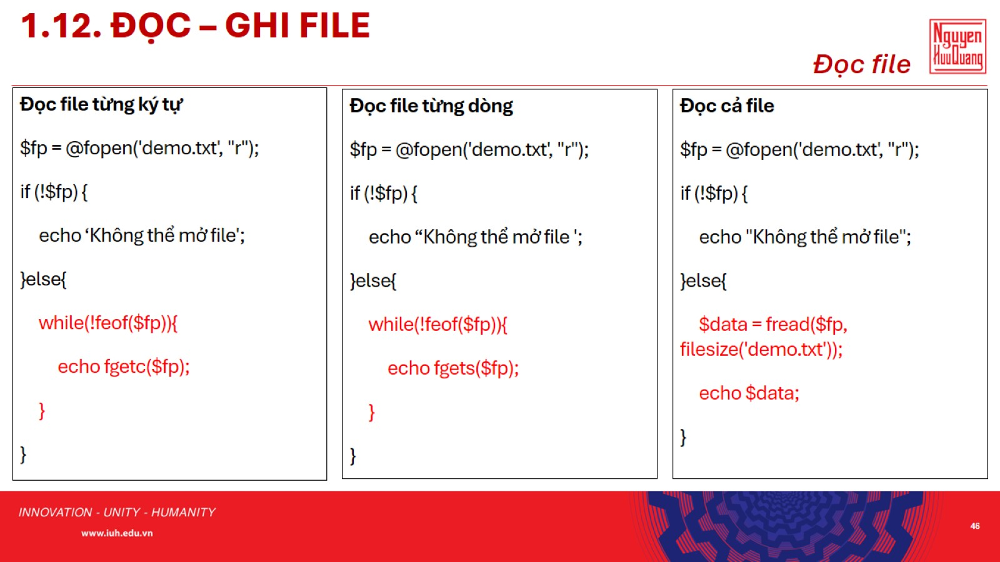 1.12. ĐỌC – GHI FILE
Nguyen
HuuQuang
Đọc file
Đọc file từng ký tự
$fp = @fopen('demo.txt', "r");
if (!$fp) {
echo ‘Không thể mở file';
}else{
while(!feof($fp)){
echo fgetc($fp);
}
}
Đọc file từng dòng
$fp = @fopen('demo.txt', "r");
if (!$fp) {
echo “Không thể mở file ';
}else{
while(!feof($fp)){
echo fgets($fp);
}
}
Đọc cả file
$fp = @fopen('demo.txt', "r");
if (!$fp) {
echo "Không thể mở file";
}else{
$data = fread($fp,
filesize('demo.txt'));
echo $data;
}
INNOVATION - UNITY - HUMANITY
www.iuh.edu.vn
46